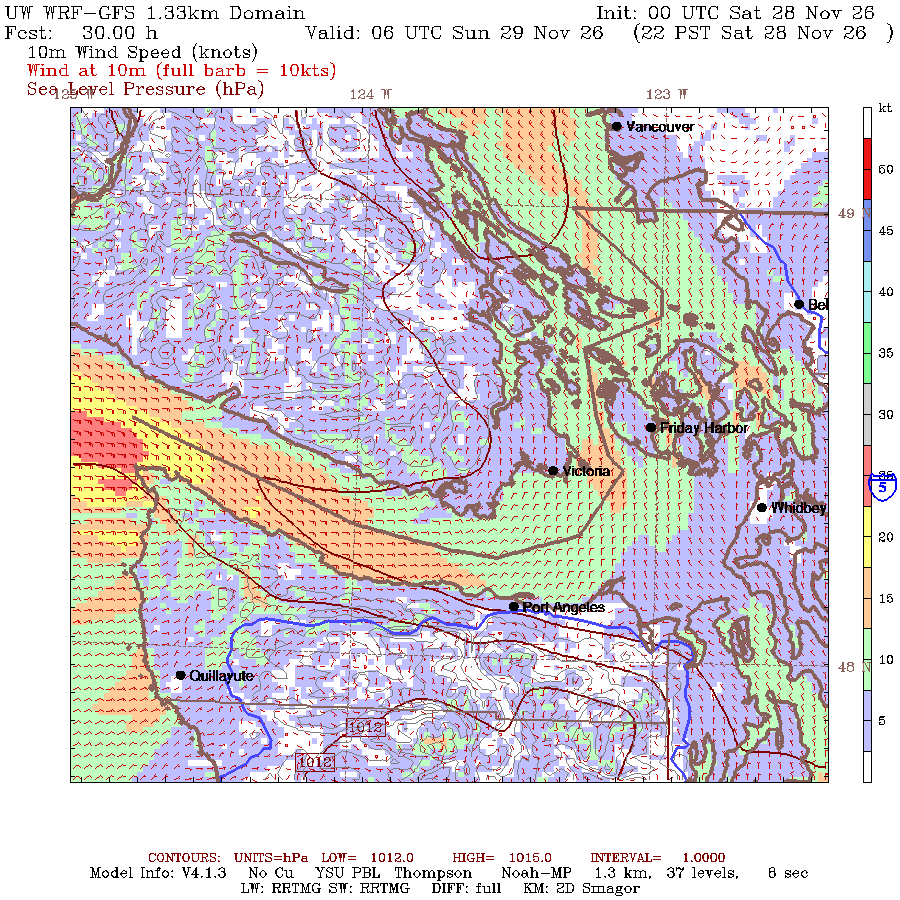 UW WRF-GFS 1.33km Domain Init: 00 UTC Sat 28 Nov 26
Fcst: 30.00 h Valid: 06 UTC Sun 29 Nov 26 (22 PST Sat 28 Nov 26 )
10m Wind Speed (knots)
Wind at 10m (full barb = 10kts)
Sea Level Pressure (hPa)
125 W 124 W 123 W
kt
Vancouver
60
49 N
45
40
Bel
35
30
Friday Harbor
Victoria
25
5
Whidbey
20
15
Port Angeles
10
48 N
Quillayute
5
1012
1012
CONTOURS: UNITS=hPa LOW= 1012.0 HIGH= 1015.0 INTERVAL= 1.0000
Model Info: V4.1.3 No Cu YSU PBL Thompson Noah-MP 1.3 km, 37 levels, 8 sec
LW: RRTMG SW: RRTMG DIFF: full KM: 2D Smagor